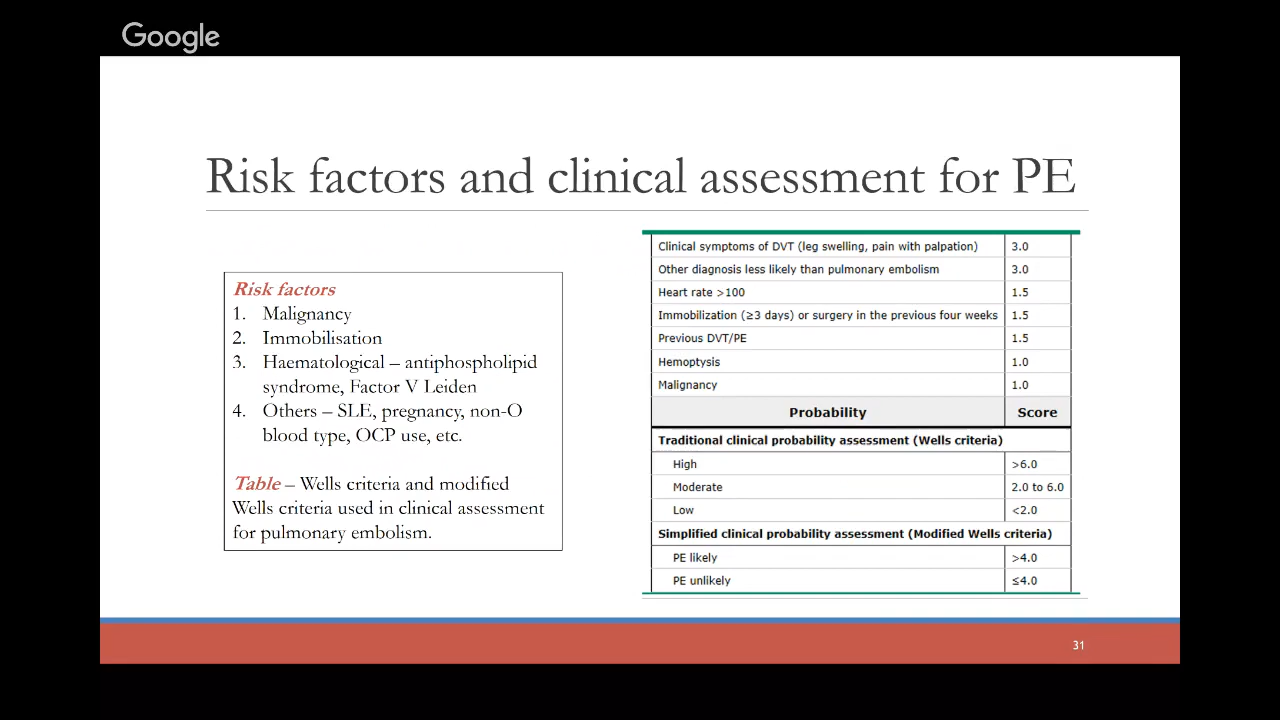 Google
Risk factors and clinical assessment for PE
Risk factors
1. Malignancy
2. Immobilisation
3. Haematological – antiphospholipid
syndrome, Factor V Leiden
4. Others – SLE, pregnancy, non-O
blood type, OCP use, etc.
Table – Wells criteria and modified
Wells criteria used in clinical assessment
for pulmonary embolism.
Clinical symptoms of DVT (leg swelling, pain with palpation) 3.0
Other diagnosis less likely than pulmonary embolism 3.0
Heart rate >100 1.5
Immobilization (≥3 days) or surgery in the previous four weeks 1.5
Previous DVT/PE 1.5
Hemoptysis 1.0
Malignancy 1.0
Probability Score
Traditional clinical probability assessment (Wells criteria)
High >6.0
Moderate 2.0 to 6.0
Low <2.0
Simplified clinical probability assessment (Modified Wells criteria)
PE likely >4.0
PE unlikely ≤4.0
31